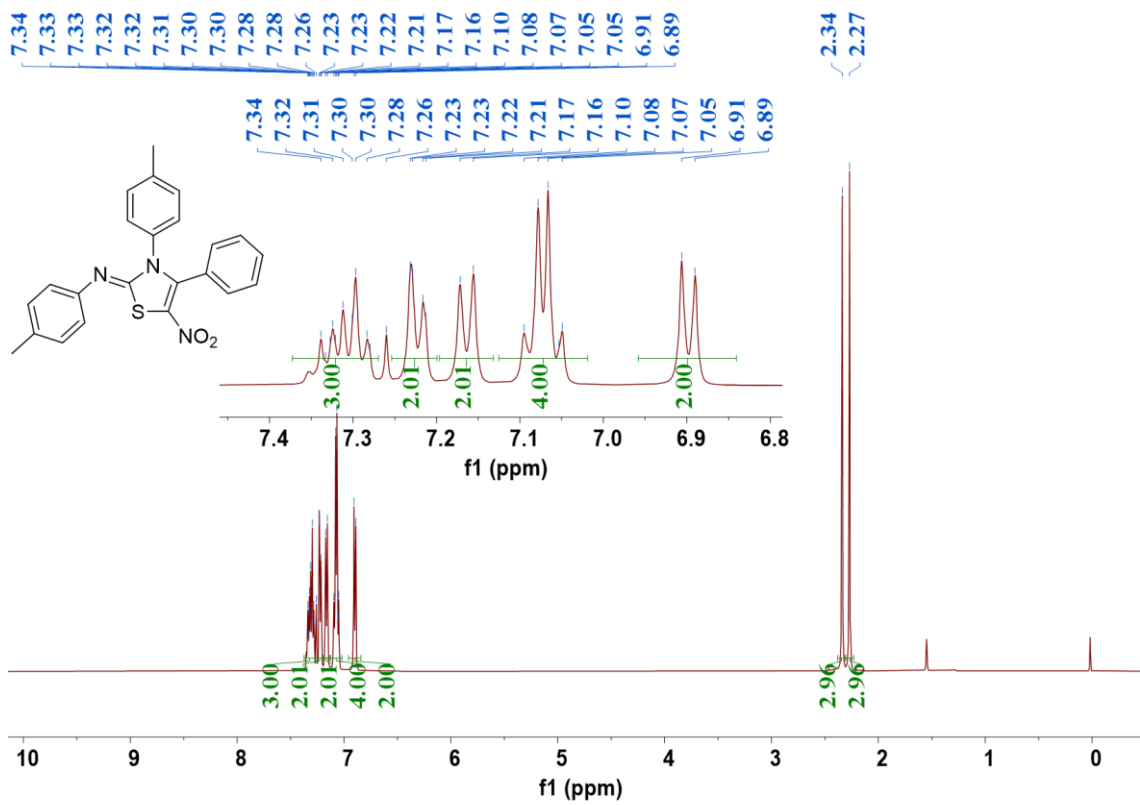 7.34 7.33 7.33 7.32 7.32 7.31 7.30 7.30 7.28 7.28 7.26 7.23 7.23 7.22 7.21 7.17 7.16 7.10 7.08 7.07 7.05 7.05 6.91 6.89 2.34 2.27
7.34 7.32 7.31 7.30 7.30 7.28 7.26 7.23 7.23 7.22 7.21 7.17 7.16 7.10 7.08 7.07 7.05 6.91 6.89
N
N
S
NO2
3.00 2.01 2.01 4.00 2.00
7.4 7.3 7.2 7.1 7.0 6.9 6.8
f1 (ppm)
3.00 2.01 2.01 4.00 2.00 2.96 2.96
10 9 8 7 6 5 4 3 2 1 0
f1 (ppm)